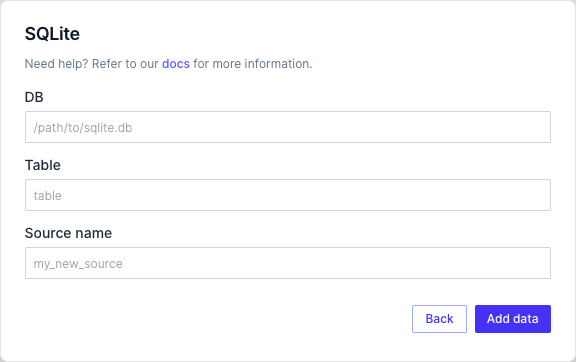 SQLite
Need help? Refer to our docs for more information.
DB
/path/to/sqlite.db
Table
table
Source name
my_new_source
Back
Add data